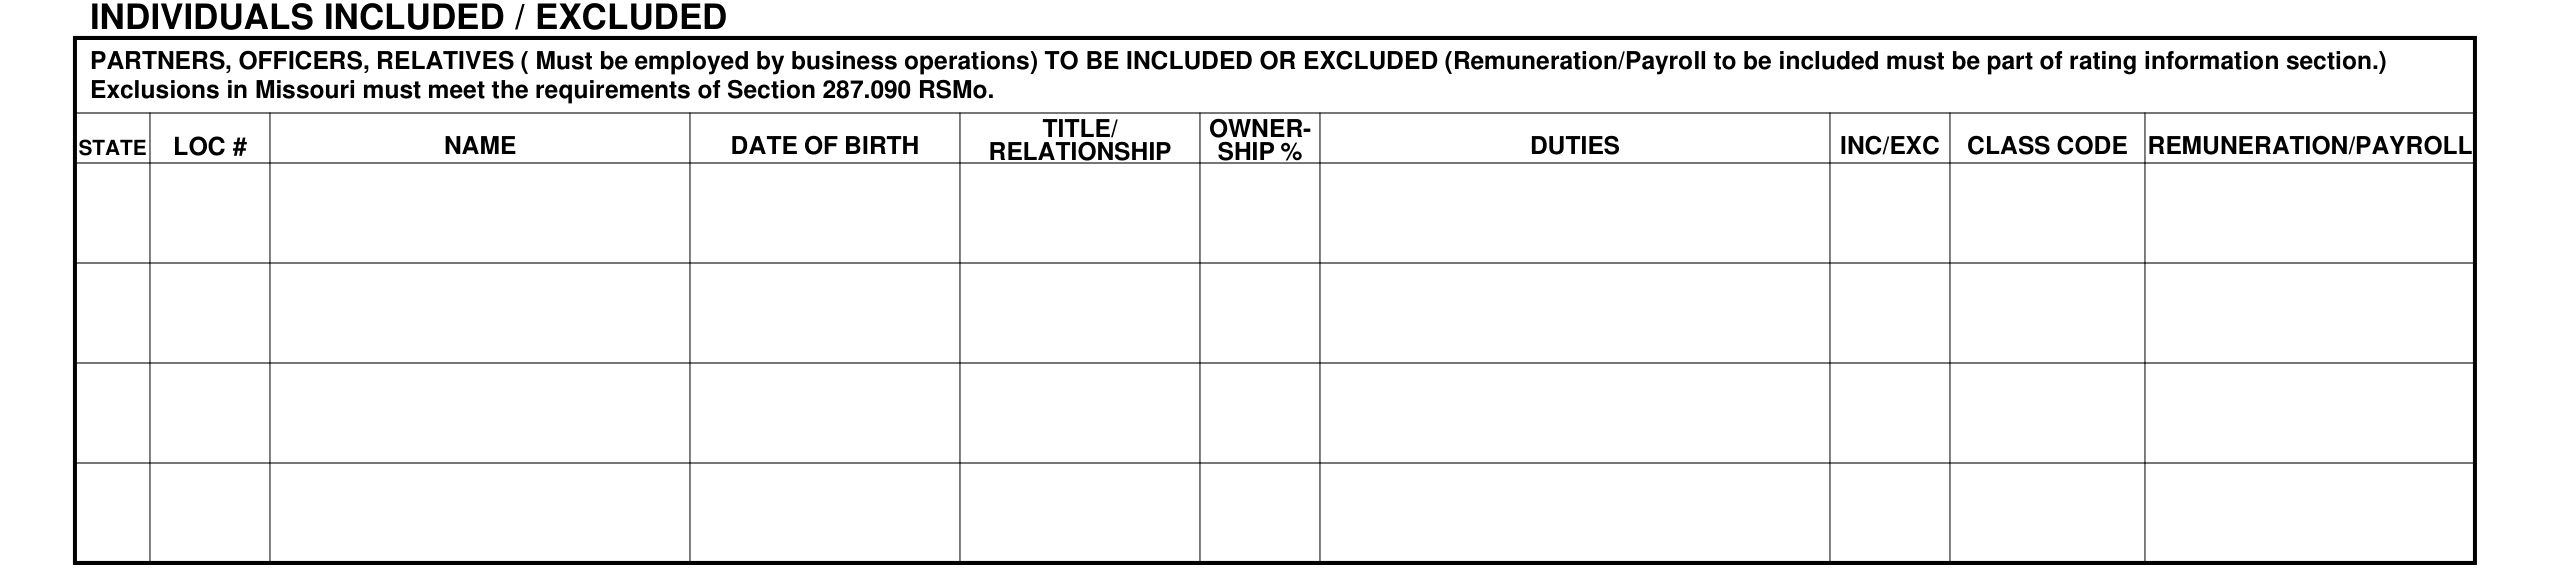 INDIVIDUALS INCLUDED / EXCLUDED
PARTNERS, OFFICERS, RELATIVES ( Must be employed by business operations) TO BE INCLUDED OR EXCLUDED (Remuneration/Payroll to be included must be part of rating information section.)
Exclusions in Missouri must meet the requirements of Section 287.090 RSMo.
STATE LOC # NAME DATE OF BIRTH TITLE/ RELATIONSHIP OWNER- SHIP % DUTIES INC/EXC CLASS CODE REMUNERATION/PAYROLL